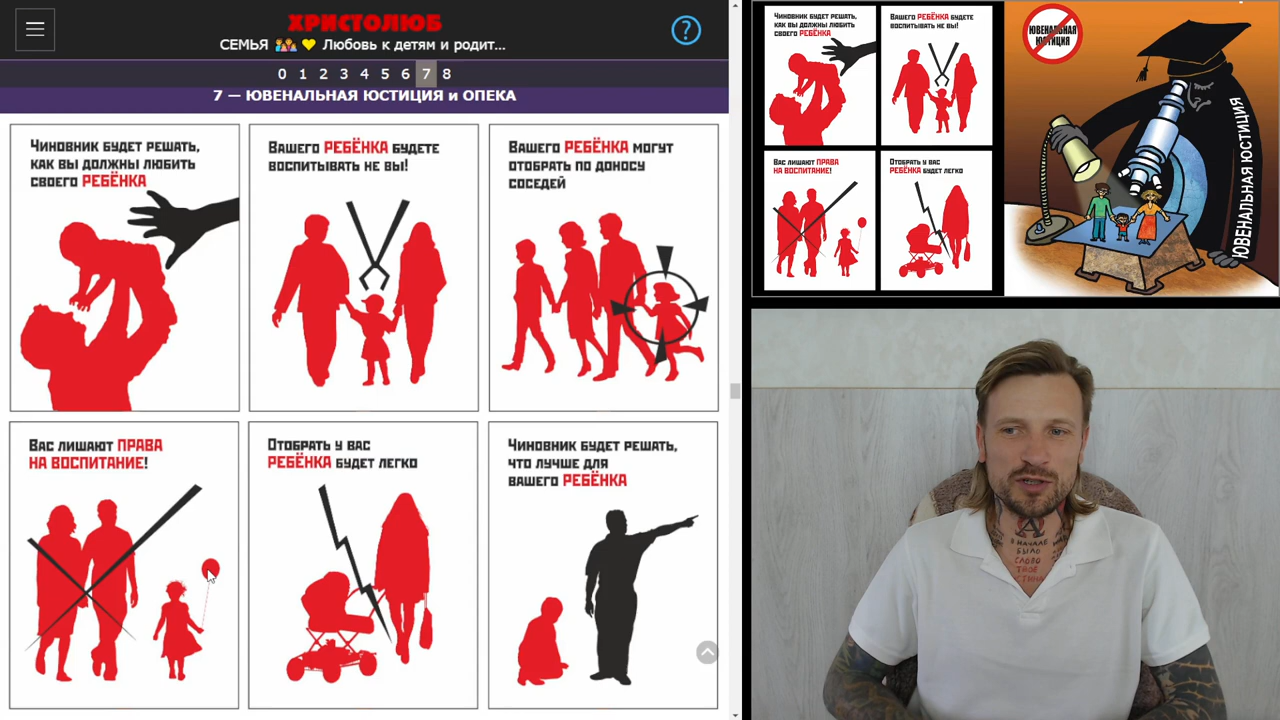 ХРИСТОЛЮБ
СЕМЬЯ 👫 💛 Любовь к детям и родит...
?
0 1 2 3 4 5 6 7 8
7 — ЮВЕНАЛЬНАЯ ЮСТИЦИЯ и ОПЕКА
Чиновник будет решать,
как вы должны любить
своего РЕБЁНКА
Вашего РЕБЁНКА будете
воспитывать не вы!
Вашего РЕБЁНКА могут
отобрать по доносу
соседей
Вас лишают ПРАВА
НА ВОСПИТАНИЕ!
Отобрать у вас
РЕБЁНКА будет легко
Чиновник будет решать,
что лучше для
вашего РЕБЁНКА
Чиновник будет решать,
как вы должны любить
своего РЕБЁНКА
Вашего РЕБЁНКА будете
воспитывать не вы!
Вас лишают ПРАВА
НА ВОСПИТАНИЕ!
Отобрать у вас
РЕБЁНКА будет легко
ЮВЕНАЛЬНАЯ
ЮСТИЦИЯ
ЮВЕНАЛЬНАЯ ЮСТИЦИЯ
А
В НАЧАЛЕ
БЫЛО
СЛОВО
ТВОЕ